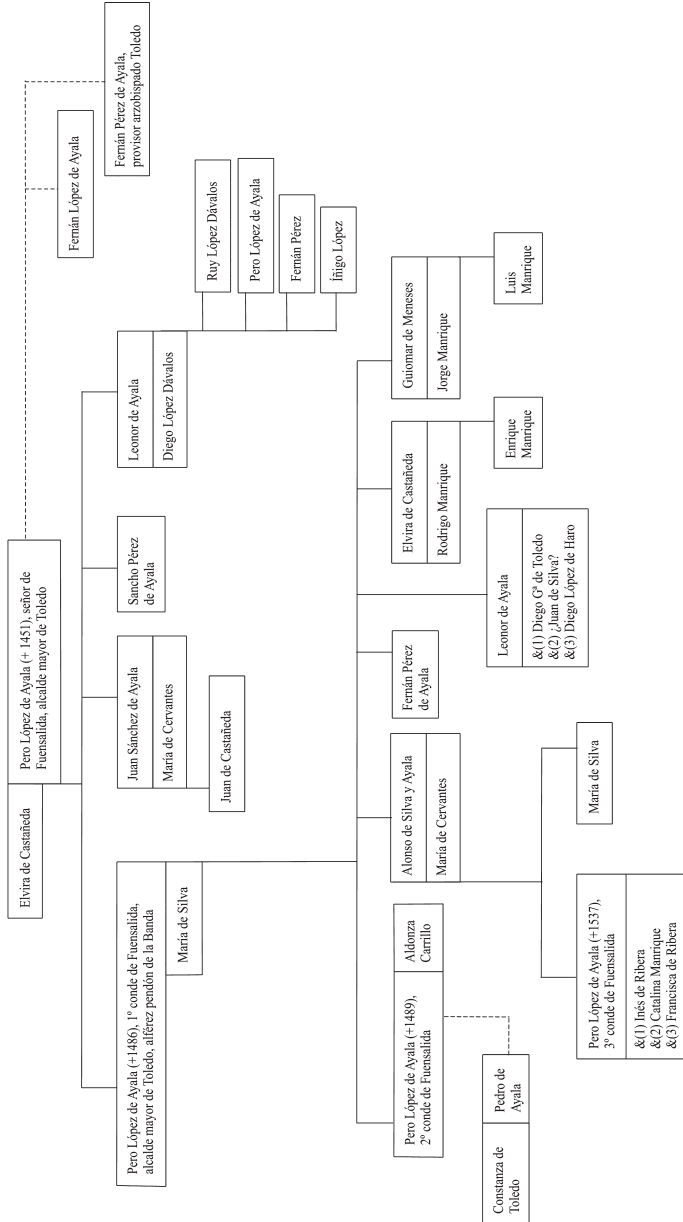 Elvira de Castañeda
Pero López de Ayala (+ 1451), señor de
Fuensalida, alcalde mayor de Toledo
Fernán López de Ayala
Fernán Pérez de Ayala,
provisor arzobispado Toledo
Pero López de Ayala (+1486), 1º conde de Fuensalida,
alcalde mayor de Toledo, alférez pendón de la Banda
María de Silva
Juan Sánchez de Ayala
María de Cervantes
Juan de Castañeda
Sancho Pérez
de Ayala
Leonor de Ayala
Diego López Dávalos
Ruy López Dávalos
Pero López de Ayala
Fernán Pérez
Íñigo López
Pero López de Ayala (+1489),
2º conde de Fuensalida
Aldonza
Carrillo
Constanza de
Toledo
Pedro de
Ayala
Alonso de Silva y Ayala
María de Cervantes
Fernán Pérez
de Ayala
Leonor de Ayala
&(1) Diego Gª de Toledo
&(2) ¿Juan de Silva?
&(3) Diego López de Haro
Elvira de Castañeda
Rodrigo Manrique
Enrique
Manrique
Guiomar de Meneses
Jorge Manrique
Luis
Manrique
Pero López de Ayala (+1537),
3º conde de Fuensalida
&(1) Inés de Ribera
&(2) Catalina Manrique
&(3) Francisca de Ribera
María de Silva